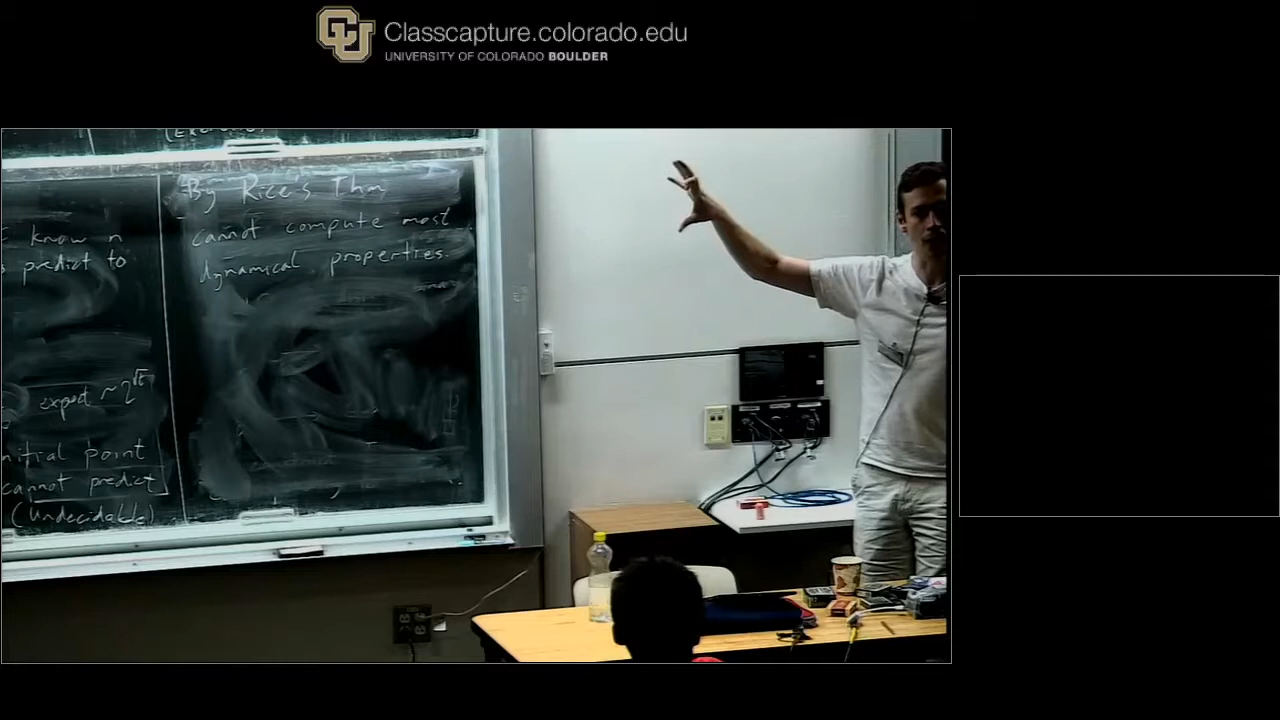 Classcapture.colorado.edu
UNIVERSITY OF COLORADO BOULDER
know n
predict to
expect ~ 2^√t
initial point
cannot predict]
(undecidable)
By Rice's Thm
cannot compute most
dynamical properties.